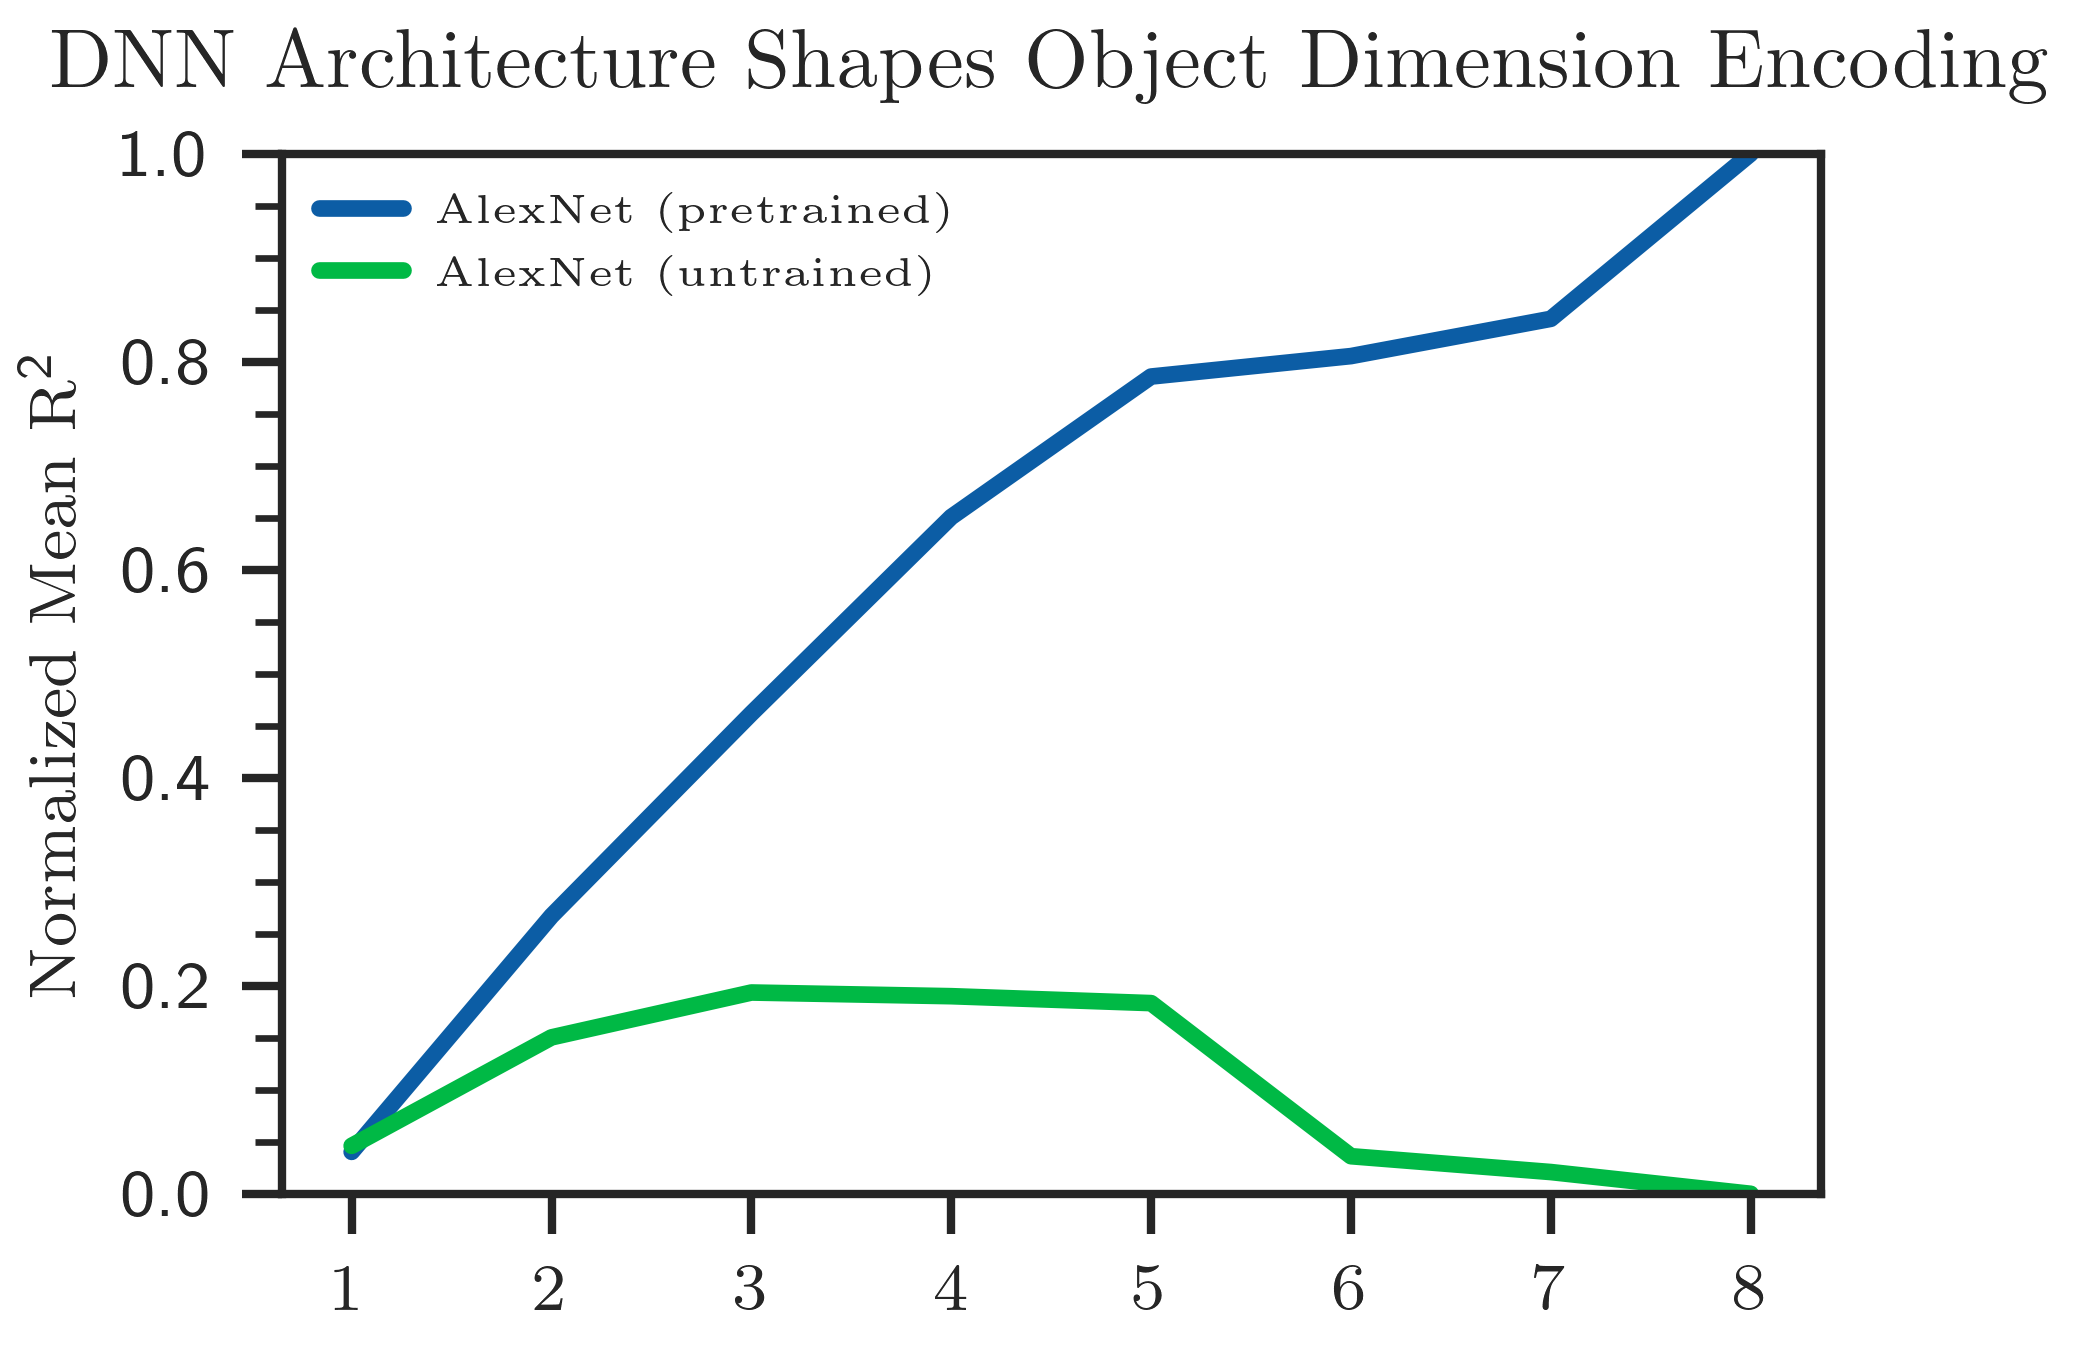 DNN Architecture Shapes Object Dimension Encoding
1.0
AlexNet (pretrained)
AlexNet (untrained)
0.8
0.6
0.4
0.2
0.0
Normalized Mean R²
1 2 3 4 5 6 7 8